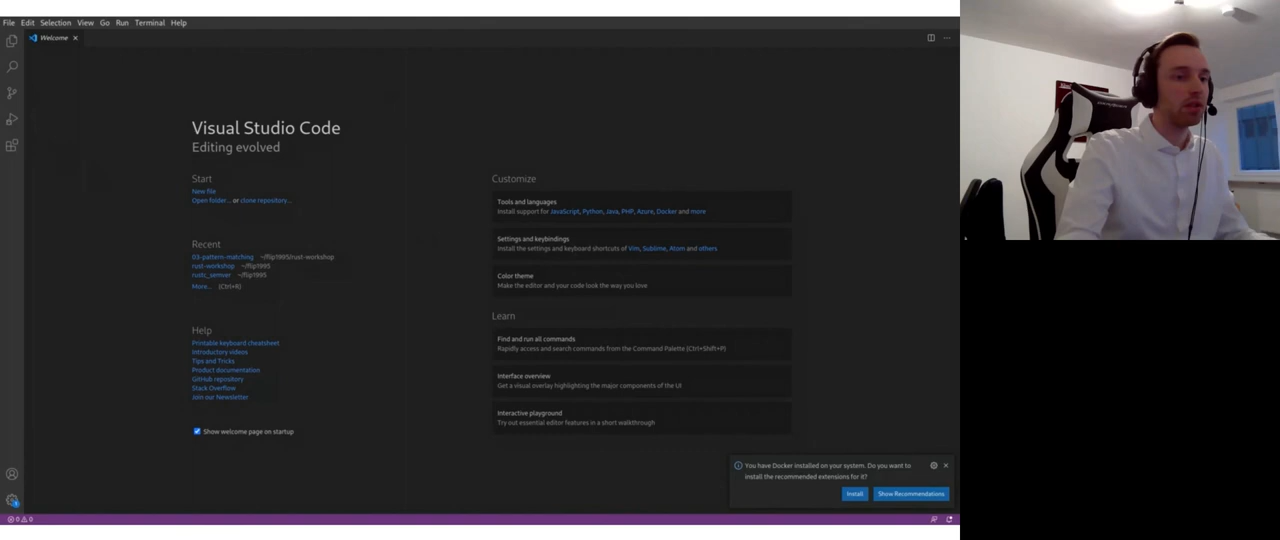 File Edit Selection View Go Run Terminal Help
Welcome
Visual Studio Code
Editing evolved
Start
New file
Open folder... or clone repository...
Recent
03-pattern-matching ~/flip1995/rust-workshop
rust-workshop ~/flip1995
rustc_semver ~/flip1995
More... (Ctrl+R)
Help
Printable keyboard cheatsheet
Introductory videos
Tips and Tricks
Product documentation
GitHub repository
Stack Overflow
Join our Newsletter
Show welcome page on startup
Customize
Tools and languages
Install support for JavaScript, Python, Java, PHP, Azure, Docker and more
Settings and keybindings
Install the settings and keyboard shortcuts of Vim, Sublime, Atom and others
Color theme
Make the editor and your code look the way you love
Learn
Find and run all commands
Rapidly access and search commands from the Command Palette (Ctrl+Shift+P)
Interface overview
Get a visual overlay highlighting the major components of the UI
Interactive playground
Try out essential editor features in a short walkthrough
You have Docker installed on your system. Do you want to
install the recommended extensions for it?
Install Show Recommendations
0 0